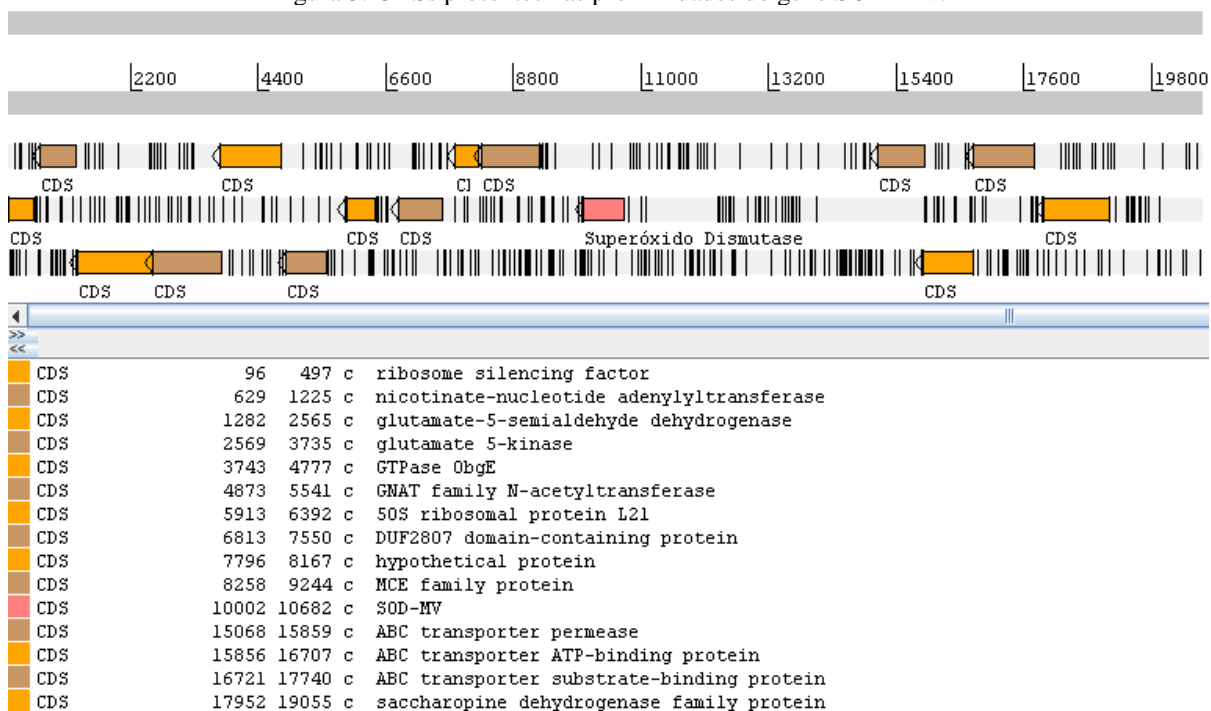 2200 4400 6600 8800 11000 13200 15400 17600 19800
CDS CDS Cl CDS CDS CDS
CDS CDS CDS Superóxido Dismutase CDS
CDS CDS CDS CDS
>>
<<
CDS 96 497 c ribosome silencing factor
CDS 629 1225 c nicotinate-nucleotide adenylyltransferase
CDS 1282 2565 c glutamate-5-semialdehyde dehydrogenase
CDS 2569 3735 c glutamate 5-kinase
CDS 3743 4777 c GTPase ObgE
CDS 4873 5541 c GNAT family N-acetyltransferase
CDS 5913 6392 c 50S ribosomal protein L21
CDS 6813 7550 c DUF2807 domain-containing protein
CDS 7796 8167 c hypothetical protein
CDS 8258 9244 c MCE family protein
CDS 10002 10682 c SOD-MV
CDS 15068 15859 c ABC transporter permease
CDS 15856 16707 c ABC transporter ATP-binding protein
CDS 16721 17740 c ABC transporter substrate-binding protein
CDS 17952 19055 c saccharopine dehydrogenase family protein